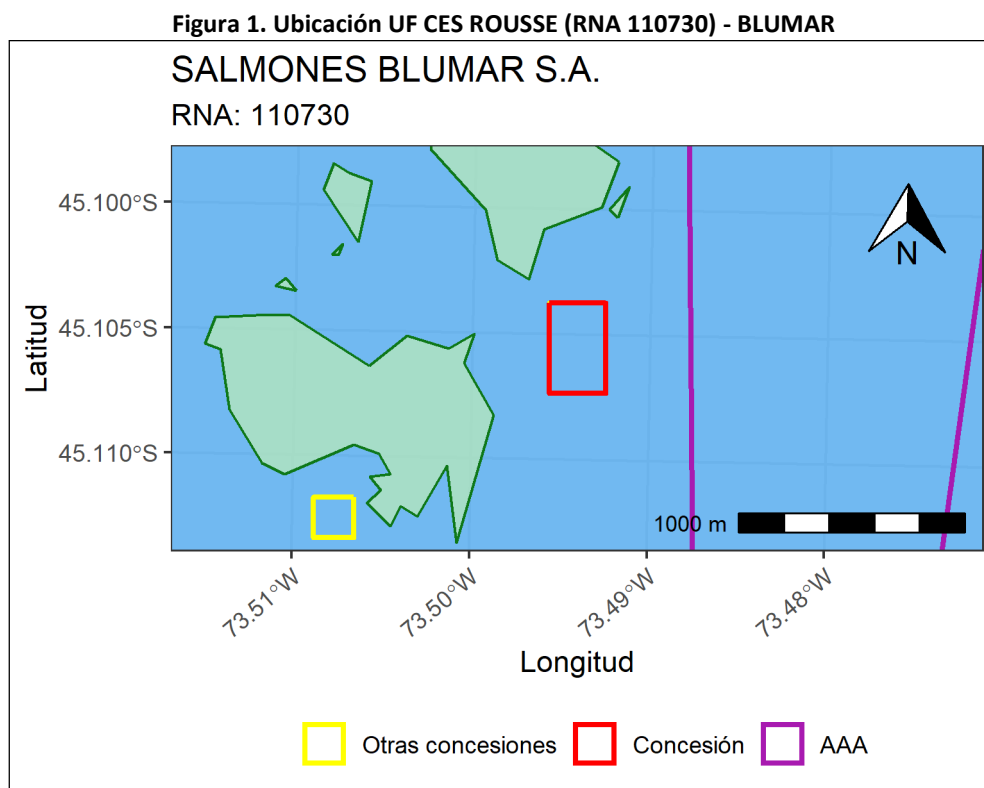 Figura 1. Ubicación UF CES ROUSSE (RNA 110730) - BLUMAR
SALMONES BLUMAR S.A.
RNA: 110730
45.100°S
45.105°S
45.110°S
Latitud
N
1000 m
73.51°W
73.50°W
73.49°W
73.48°W
Longitud
Otras concesiones
Concesión
AAA